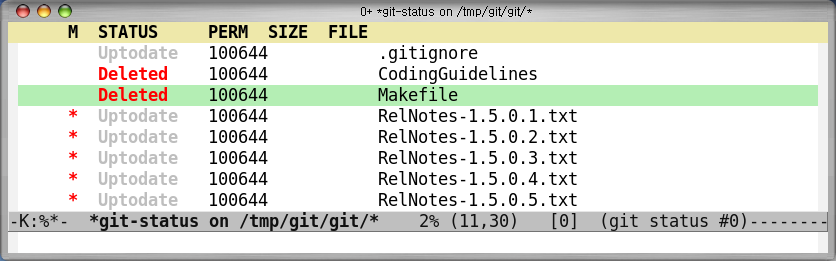 0+ *git-status on /tmp/git/git/*
M STATUS PERM SIZE FILE
Uptodate 100644 .gitignore
Deleted 100644 CodingGuidelines
Deleted 100644 Makefile
* Uptodate 100644 RelNotes-1.5.0.1.txt
* Uptodate 100644 RelNotes-1.5.0.2.txt
* Uptodate 100644 RelNotes-1.5.0.3.txt
* Uptodate 100644 RelNotes-1.5.0.4.txt
* Uptodate 100644 RelNotes-1.5.0.5.txt
-K:%*- *git-status on /tmp/git/git/* 2% (11,30) [0] (git status #0)--------